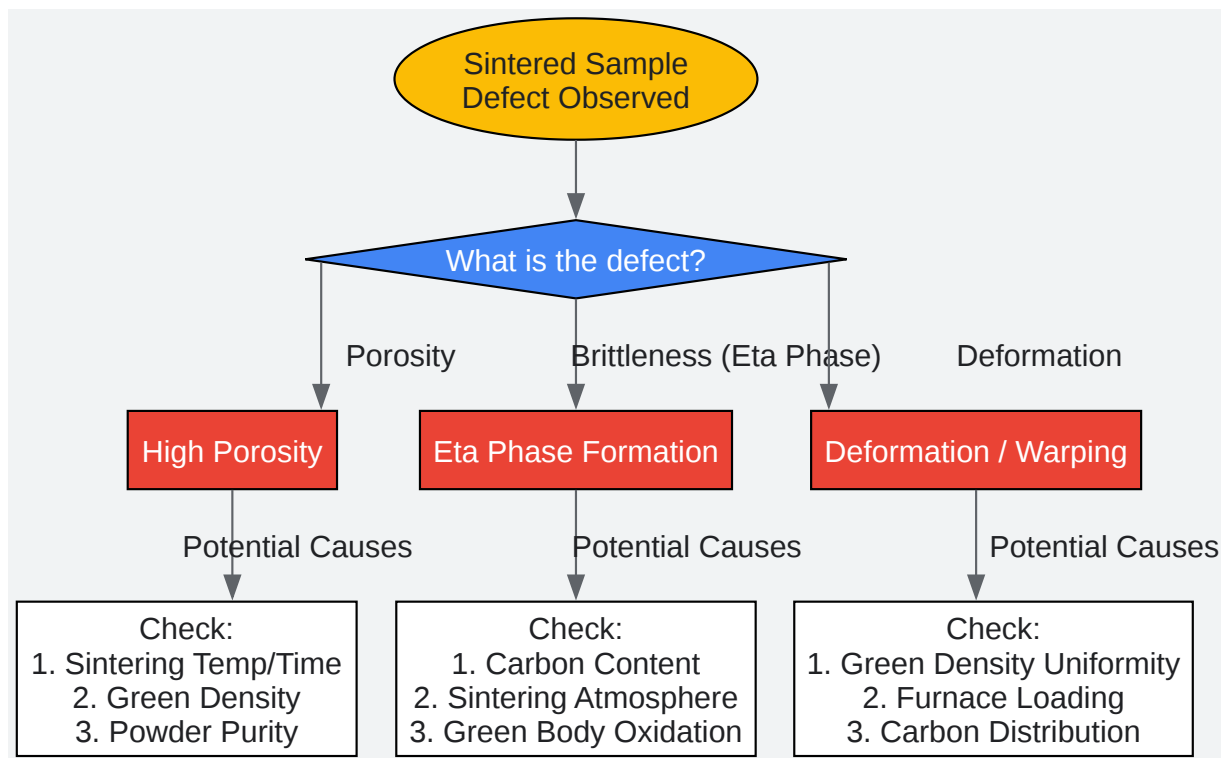 Sintered Sample
Defect Observed
What is the defect?
Porosity
Brittleness (Eta Phase)
Deformation
High Porosity
Eta Phase Formation
Deformation / Warping
Potential Causes
Potential Causes
Potential Causes
Check:
1. Sintering Temp/Time
2. Green Density
3. Powder Purity
Check:
1. Carbon Content
2. Sintering Atmosphere
3. Green Body Oxidation
Check:
1. Green Density Uniformity
2. Furnace Loading
3. Carbon Distribution